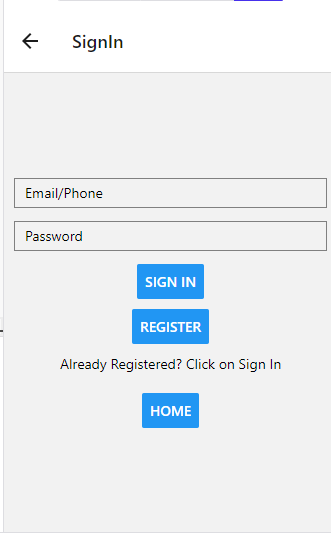 SignIn
Email/Phone
Password
SIGN IN
REGISTER
Already Registered? Click on Sign In
HOME